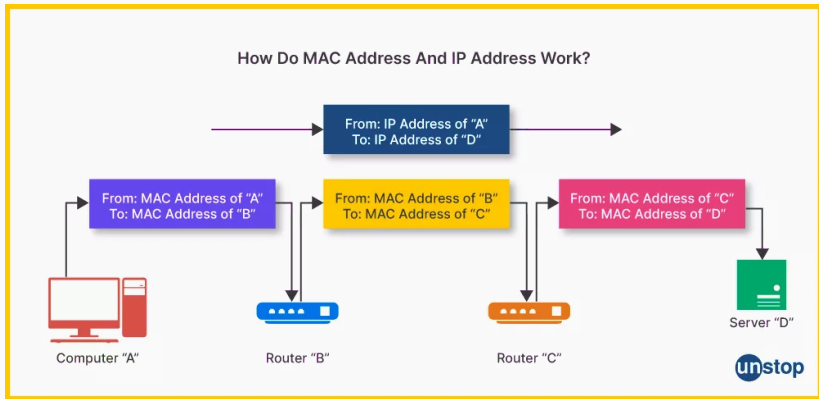 How Do MAC Address And IP Address Work?
From: IP Address of “A”
To: IP Address of “D”
From: MAC Address of “A”
To: MAC Address of “B”
From: MAC Address of “B”
To: MAC Address of “C”
From: MAC Address of “C”
To: MAC Address of “D”
Computer “A”
Router “B”
Router “C”
Server “D”
unstop